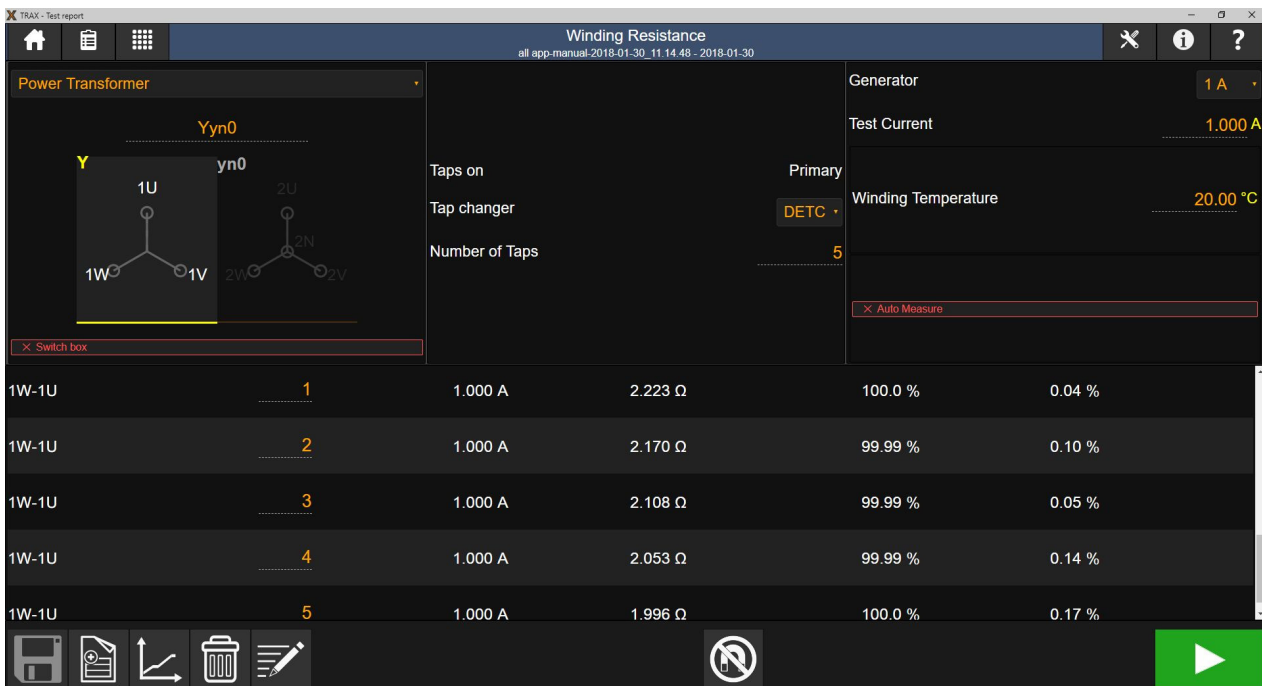 TRAX - Test report
Winding Resistance
all app-manual-2018-01-30_11.14.48 - 2018-01-30
?
Power Transformer
Yyn0
Y
yn0
1U
2U
2N
1W
1V
2W
2V
× Switch box
Taps on Primary
Tap changer DETC
Number of Taps 5
Generator 1 A
Test Current 1.000 A
Winding Temperature 20.00 °C
× Auto Measure
1W-1U 1 1.000 A 2.223 Ω 100.0 % 0.04 %
1W-1U 2 1.000 A 2.170 Ω 99.99 % 0.10 %
1W-1U 3 1.000 A 2.108 Ω 99.99 % 0.05 %
1W-1U 4 1.000 A 2.053 Ω 99.99 % 0.14 %
1W-1U 5 1.000 A 1.996 Ω 100.0 % 0.17 %